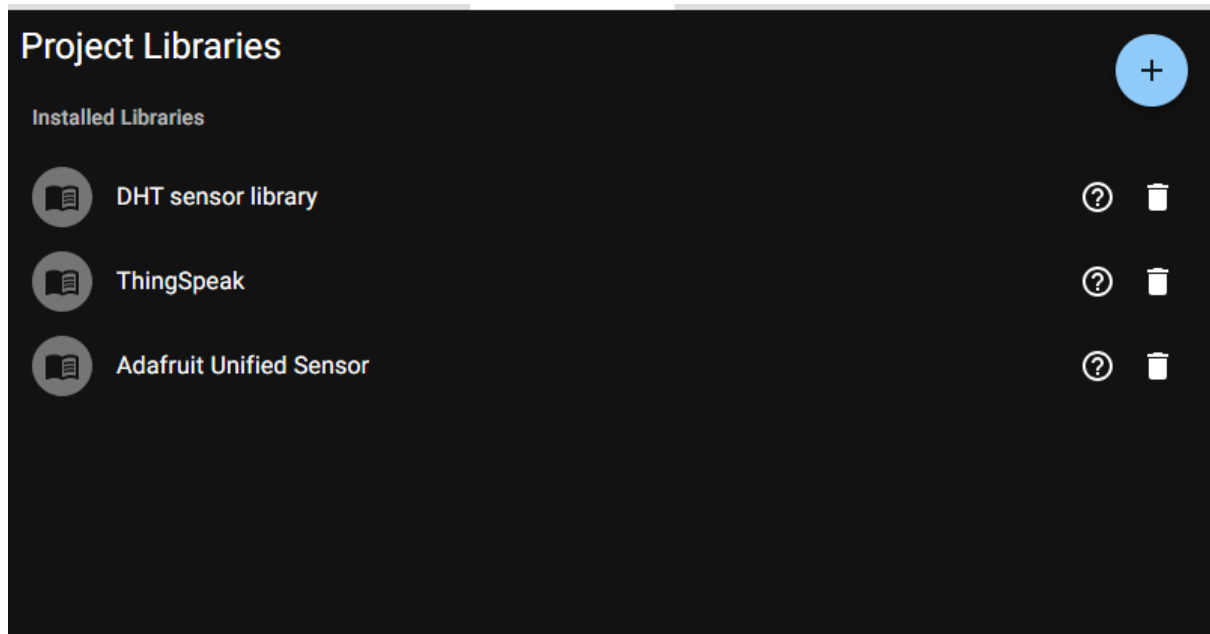 Project Libraries
Installed Libraries
DHT sensor library
ThingSpeak
Adafruit Unified Sensor